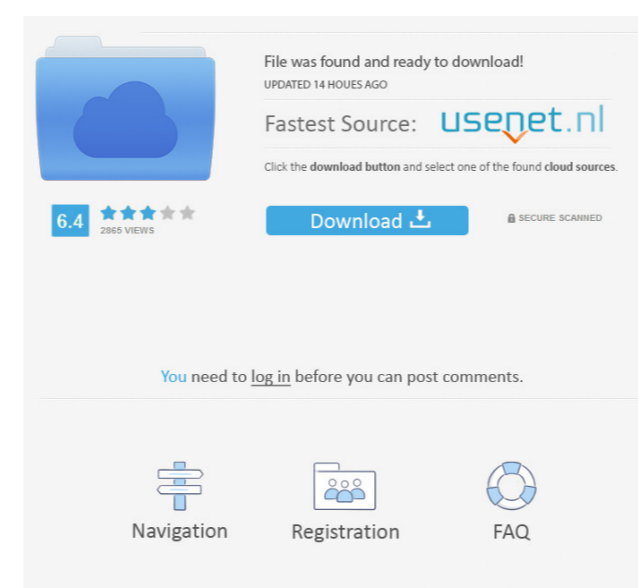 File was found and ready to download!
UPDATED 14 HOUES AGO
Fastest Source: usenet.nl
Click the download button and select one of the found cloud sources.
6.4
2865 VIEWS
Download
SECURE SCANNED
You need to log in before you can post comments.
Navigation
Registration
FAQ